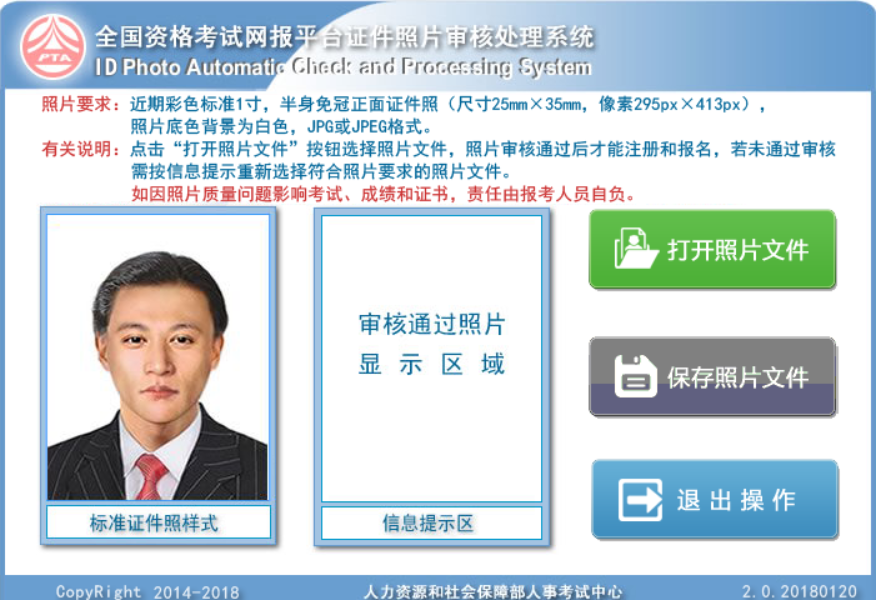 PTA
全国资格考试网报平台证件照片审核处理系统
ID Photo Automatic Check and Processing System
照片要求：近期彩色标准1寸，半身免冠正面证件照（尺寸25mm×35mm，像素295px×413px），
照片底色背景为白色，JPG或JPEG格式。
有关说明：点击“打开照片文件”按钮选择照片文件，照片审核通过后才能注册和报名，若未通过审核
需按信息提示重新选择符合照片要求的照片文件。
如因照片质量问题影响考试、成绩和证书，责任由报考人员自负。
审核通过照片
显示区域
打开照片文件
保存照片文件
退出操作
标准证件照样式
信息提示区
CopyRight 2014-2018
人力资源和社会保障部人事考试中心
2.0.20180120